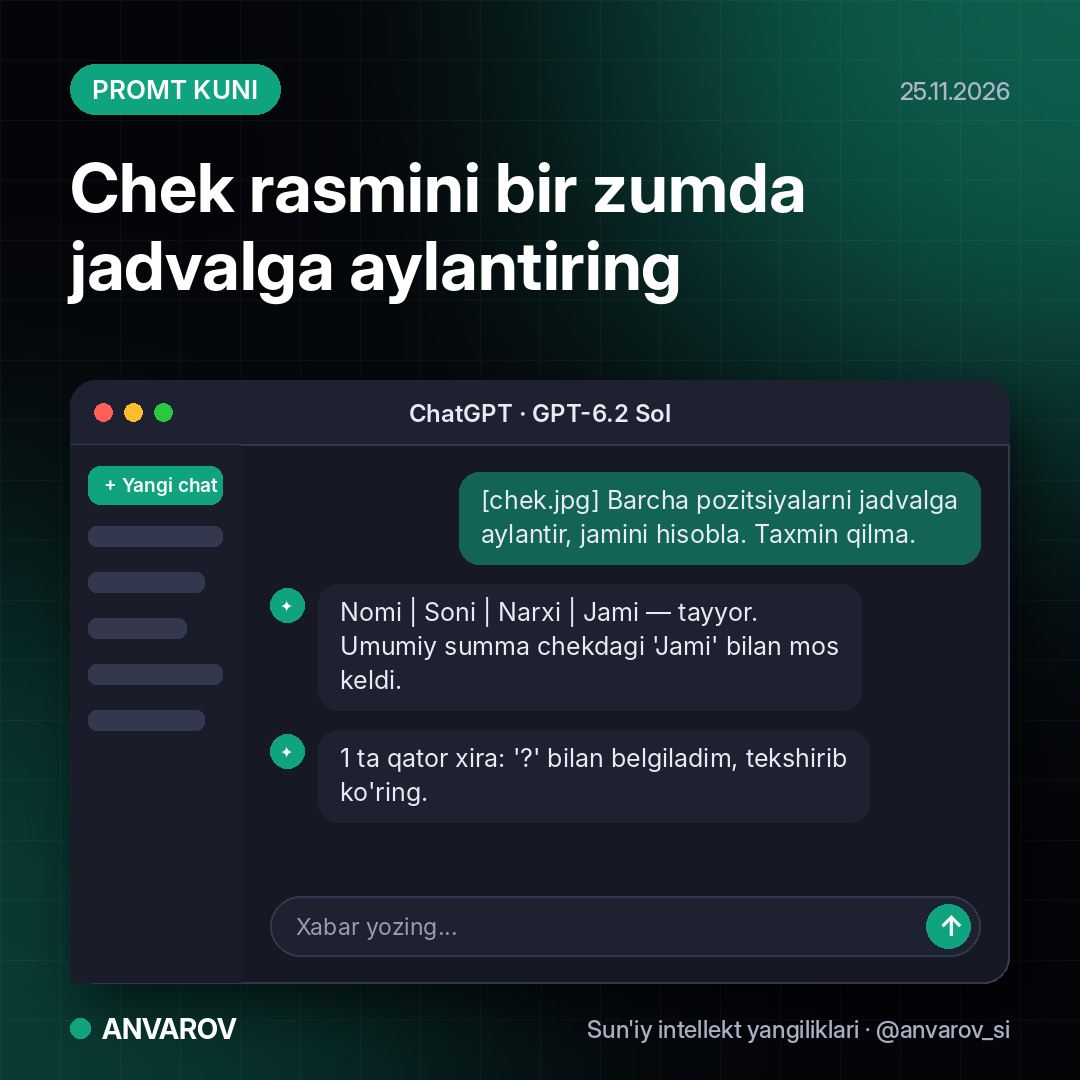 PROMT KUNI
25.11.2026
Chek rasmini bir zumda
jadvalga aylantiring
ChatGPT · GPT-6.2 Sol
+ Yangi chat
[chek.jpg] Barcha pozitsiyalarni jadvalga
aylantir, jamini hisobla. Taxmin qilma.
Nomi | Soni | Narxi | Jami — tayyor.
Umumiy summa chekdagi 'Jami' bilan mos
keldi.
1 ta qator xira: '?' bilan belgiladim, tekshirib
ko'ring.
Xabar yozing...
ANVAROV
Sun'iy intellekt yangiliklari · @anvarov_si